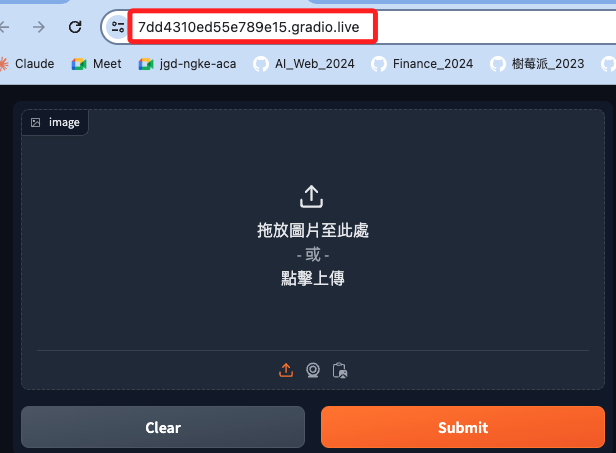 7dd4310ed55e789e15.gradio.live
Claude Meet jgd-ngke-aca AI_Web_2024 Finance_2024 樹莓派_2023
image
拖放圖片至此處
- 或 -
點擊上傳
Clear Submit